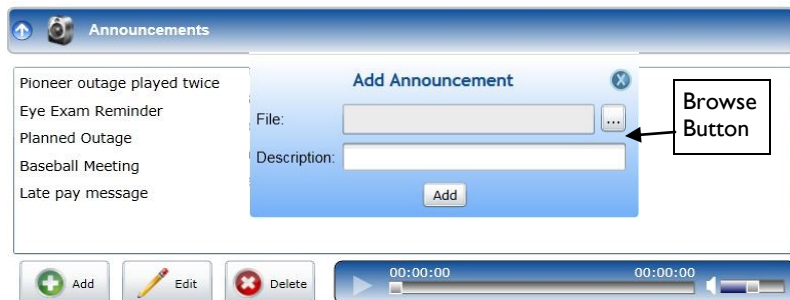 Announcements
Pioneer outage played twice
Eye Exam Reminder
Planned Outage
Baseball Meeting
Late pay message
Add Announcement
File:
...
Description:
Add
Browse
Button
Add
Edit
Delete
00:00:00
00:00:00